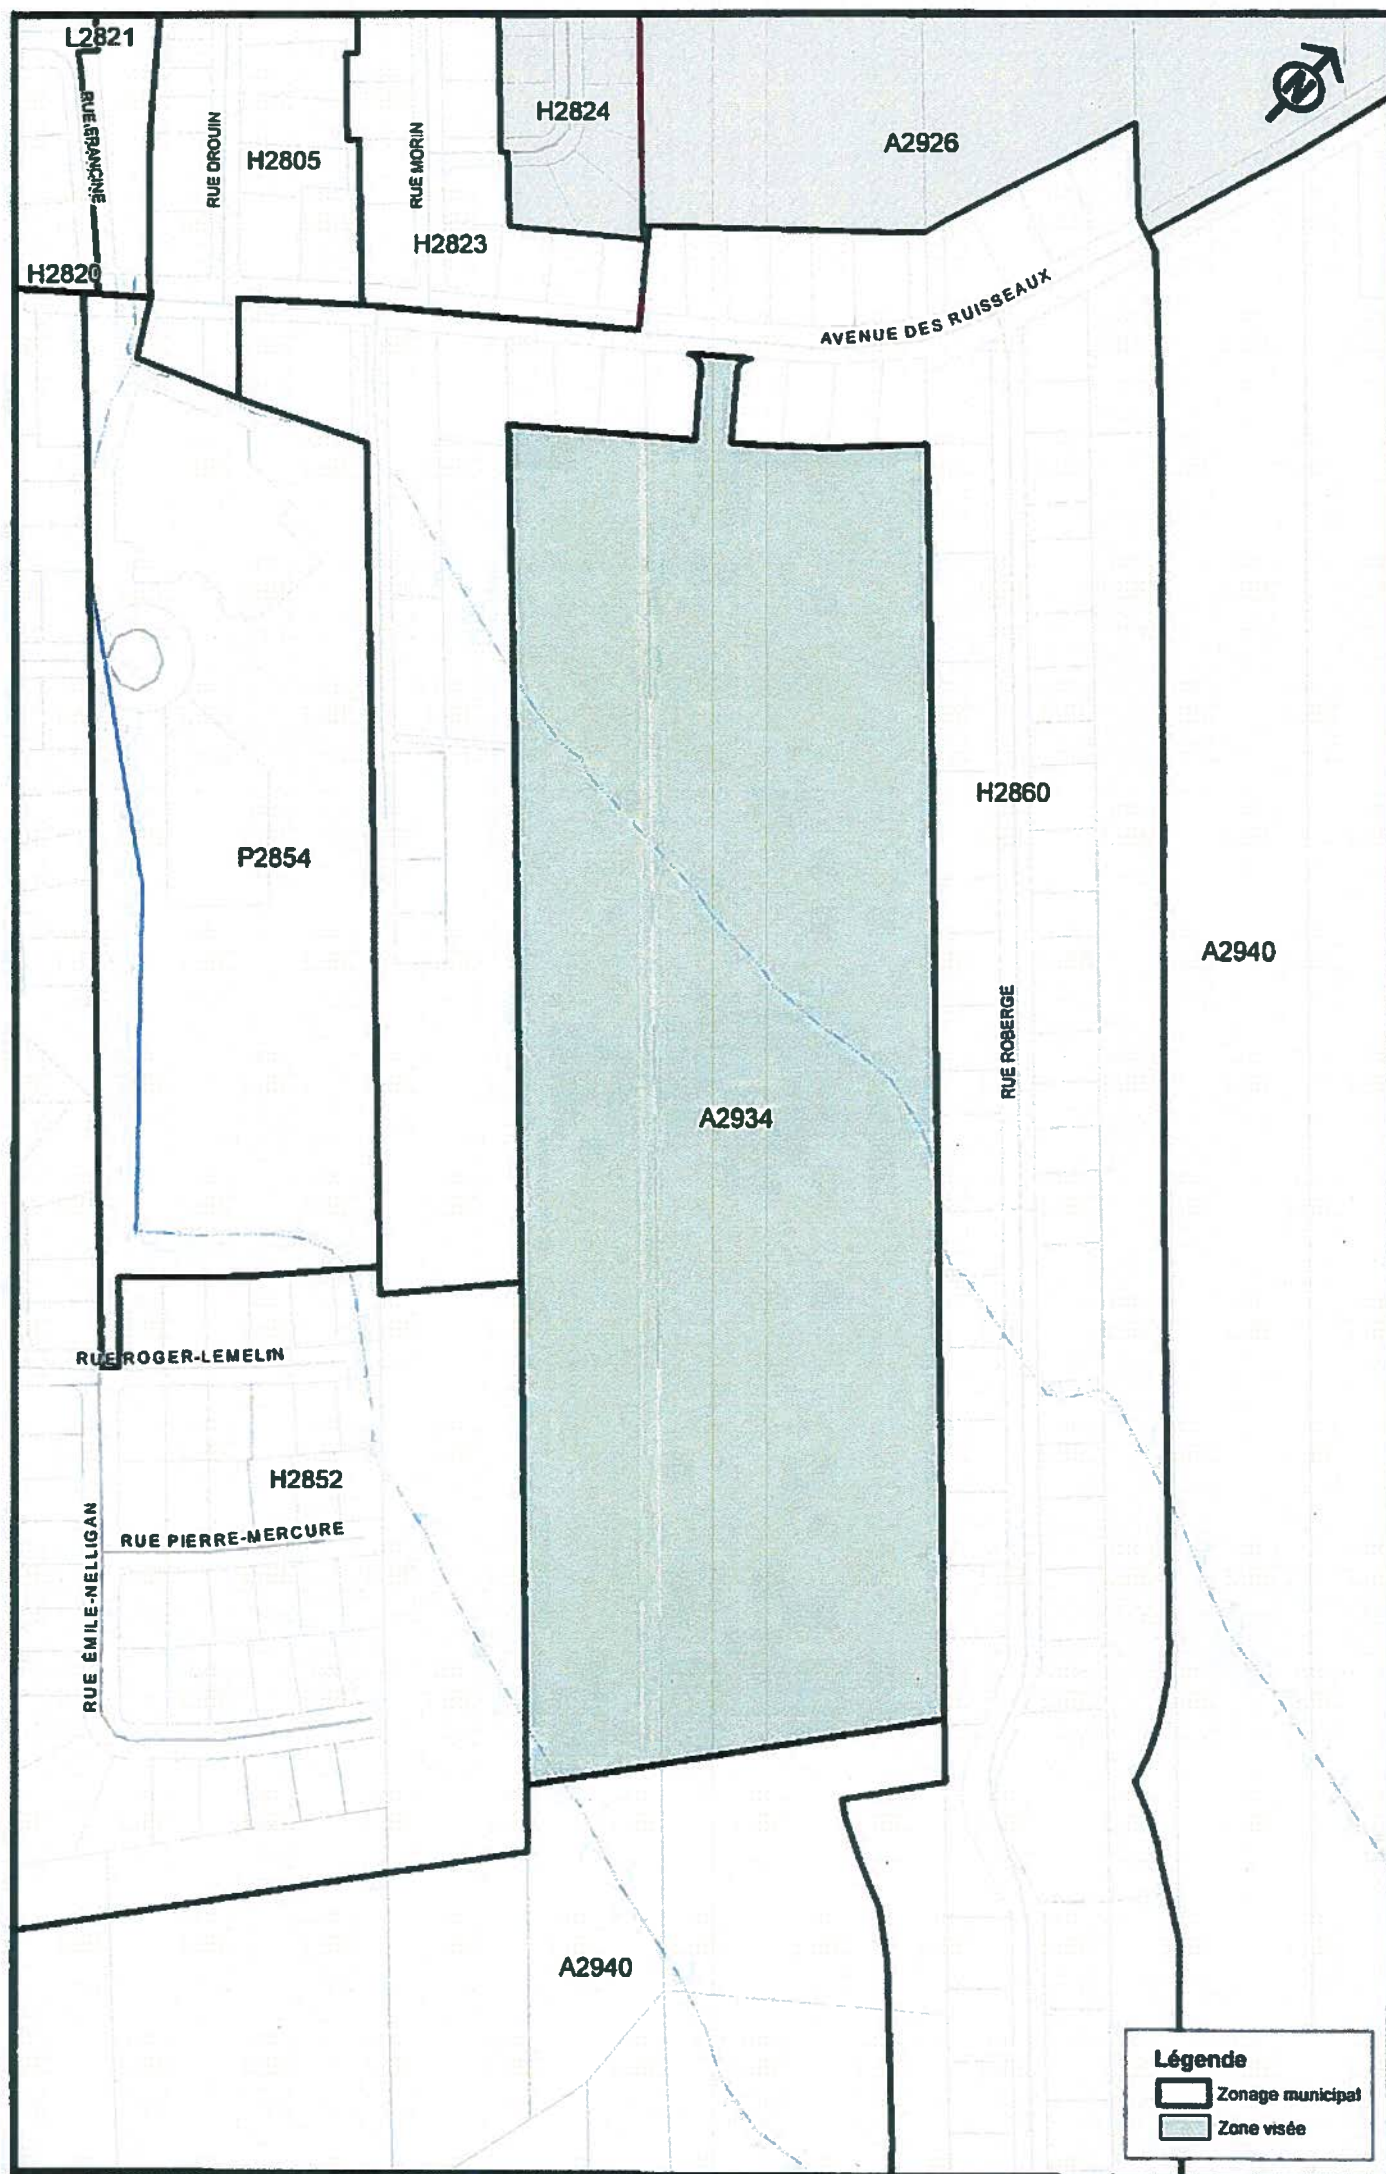 L2821
RUE FRANCINE
RUE DROUIN
H2805
RUE MORIN
H2824
A2926
N
H2823
H2820
AVENUE DES RUISSEAUX
H2860
P2854
A2940
RUE ROBERGE
A2934
RUE ROGER-LEMELIN
H2852
RUE PIERRE-MERCURE
RUE ÉMILE-NELLIGAN
A2940
Légende
Zonage municipal
Zone visée